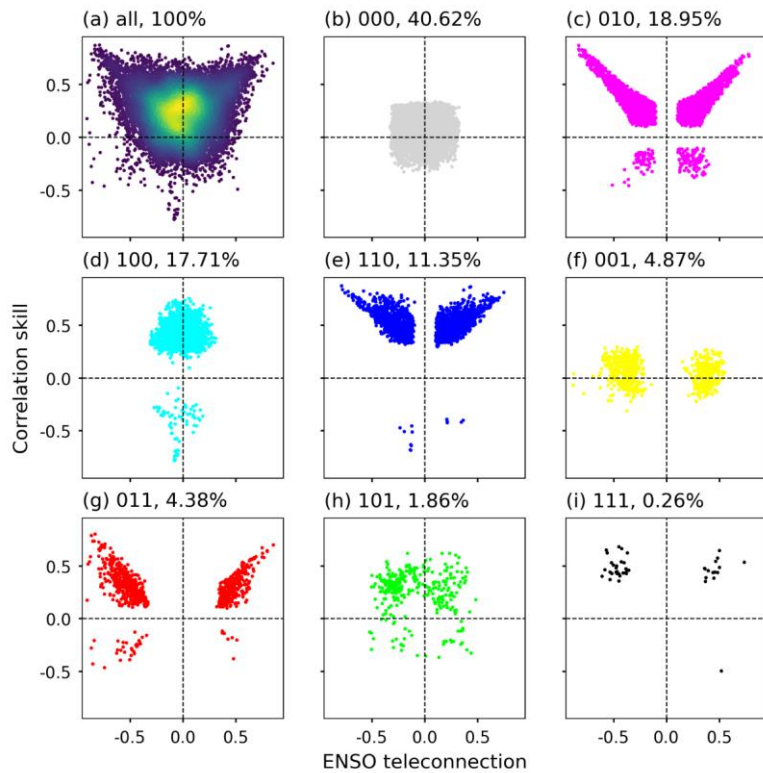 (a) all, 100%
(b) 000, 40.62%
(c) 010, 18.95%
0.5
0.0
-0.5
(d) 100, 17.71%
(e) 110, 11.35%
(f) 001, 4.87%
Correlation skill
0.5
0.0
-0.5
(g) 011, 4.38%
(h) 101, 1.86%
(i) 111, 0.26%
0.5
0.0
-0.5
-0.5 0.0 0.5
-0.5 0.0 0.5
-0.5 0.0 0.5
ENSO teleconnection